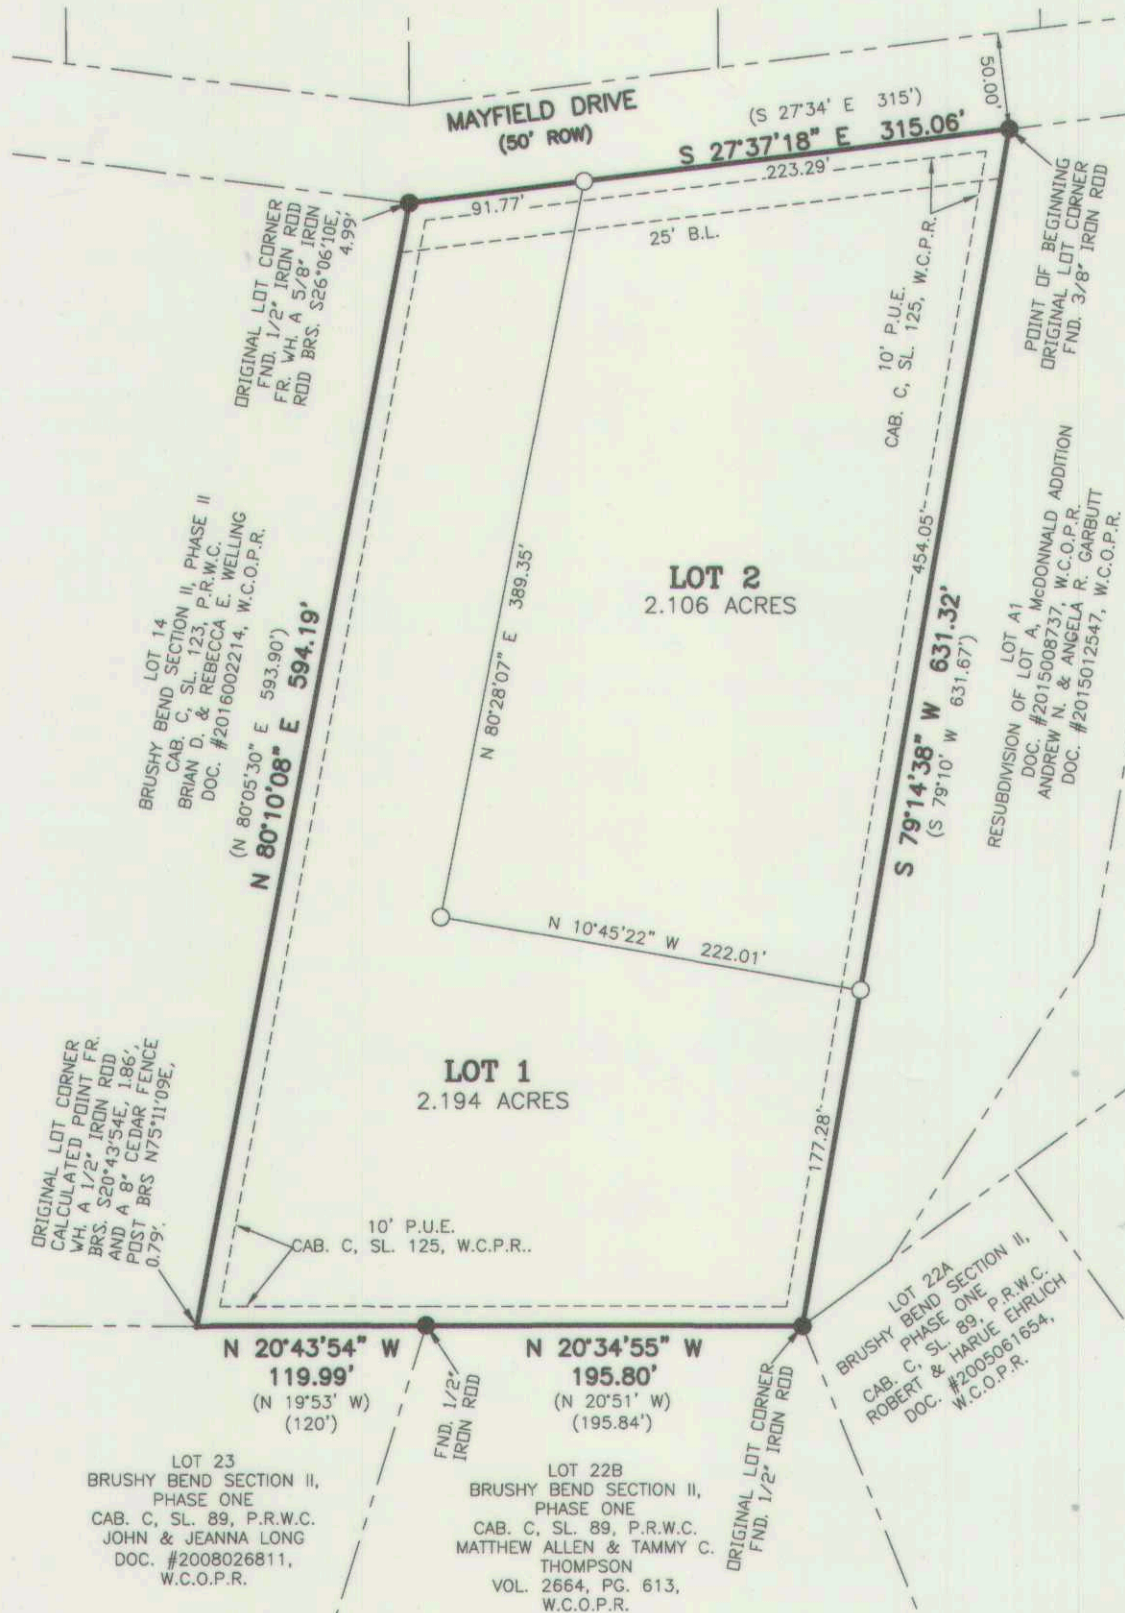 MAYFIELD DRIVE
(50' ROW)
(S 27°34' E 315')
S 27°37'18" E 315.06'
50.00'
91.77'
223.29'
25' B.L.
ORIGINAL LOT CORNER
FND. 1/2" IRON ROD
FR. WH. A 5/8" IRON
ROD BRS. S26°06'10E,
4.99'
POINT OF BEGINNING
ORIGINAL LOT CORNER
FND. 3/8" IRON ROD
10' P.U.E.
CAB. C, SL. 125, W.C.P.R.
LOT 14
BRUSHY BEND SECTION II, PHASE II
CAB. C, SL. 123, P.R.W.C.
BRIAN D. & REBECCA E. WELLING
DOC. #2016002214, W.C.O.P.R.
(N 80°05'30" E 593.90')
N 80°10'08" E 594.19'
N 80°28'07" E 389.35'
LOT 2
2.106 ACRES
454.05'
S 79°14'38" W 631.32'
(S 79°10' W 631.67')
LOT A1
RESUBDIVISION OF LOT A, McDONNALD ADDITION
DOC. #2015008737, W.C.O.P.R.
ANDREW N. & ANGELA R. GARBUTT
DOC. #2015012547, W.C.O.P.R.
N 10°45'22" W 222.01'
LOT 1
2.194 ACRES
177.28'
ORIGINAL LOT CORNER
CALCULATED POINT FR.
WH. A 1/2" IRON ROD
BRS. S20°43'54E, 1.86',
AND A 8" CEDAR FENCE
POST BRS N75°11'09E,
0.79'.
10' P.U.E.
CAB. C, SL. 125, W.C.P.R..
N 20°43'54" W
119.99'
(N 19°53' W)
(120')
FND. 1/2"
IRON ROD
N 20°34'55" W
195.80'
(N 20°51' W)
(195.84')
ORIGINAL LOT CORNER
FND. 1/2" IRON ROD
LOT 22A
BRUSHY BEND SECTION II,
PHASE ONE
CAB. C, SL. 89, P.R.W.C.
ROBERT & HARUE EHRLICH
DOC. #2005061654,
W.C.O.P.R.
LOT 23
BRUSHY BEND SECTION II,
PHASE ONE
CAB. C, SL. 89, P.R.W.C.
JOHN & JEANNA LONG
DOC. #2008026811,
W.C.O.P.R.
LOT 22B
BRUSHY BEND SECTION II,
PHASE ONE
CAB. C, SL. 89, P.R.W.C.
MATTHEW ALLEN & TAMMY C.
THOMPSON
VOL. 2664, PG. 613,
W.C.O.P.R.